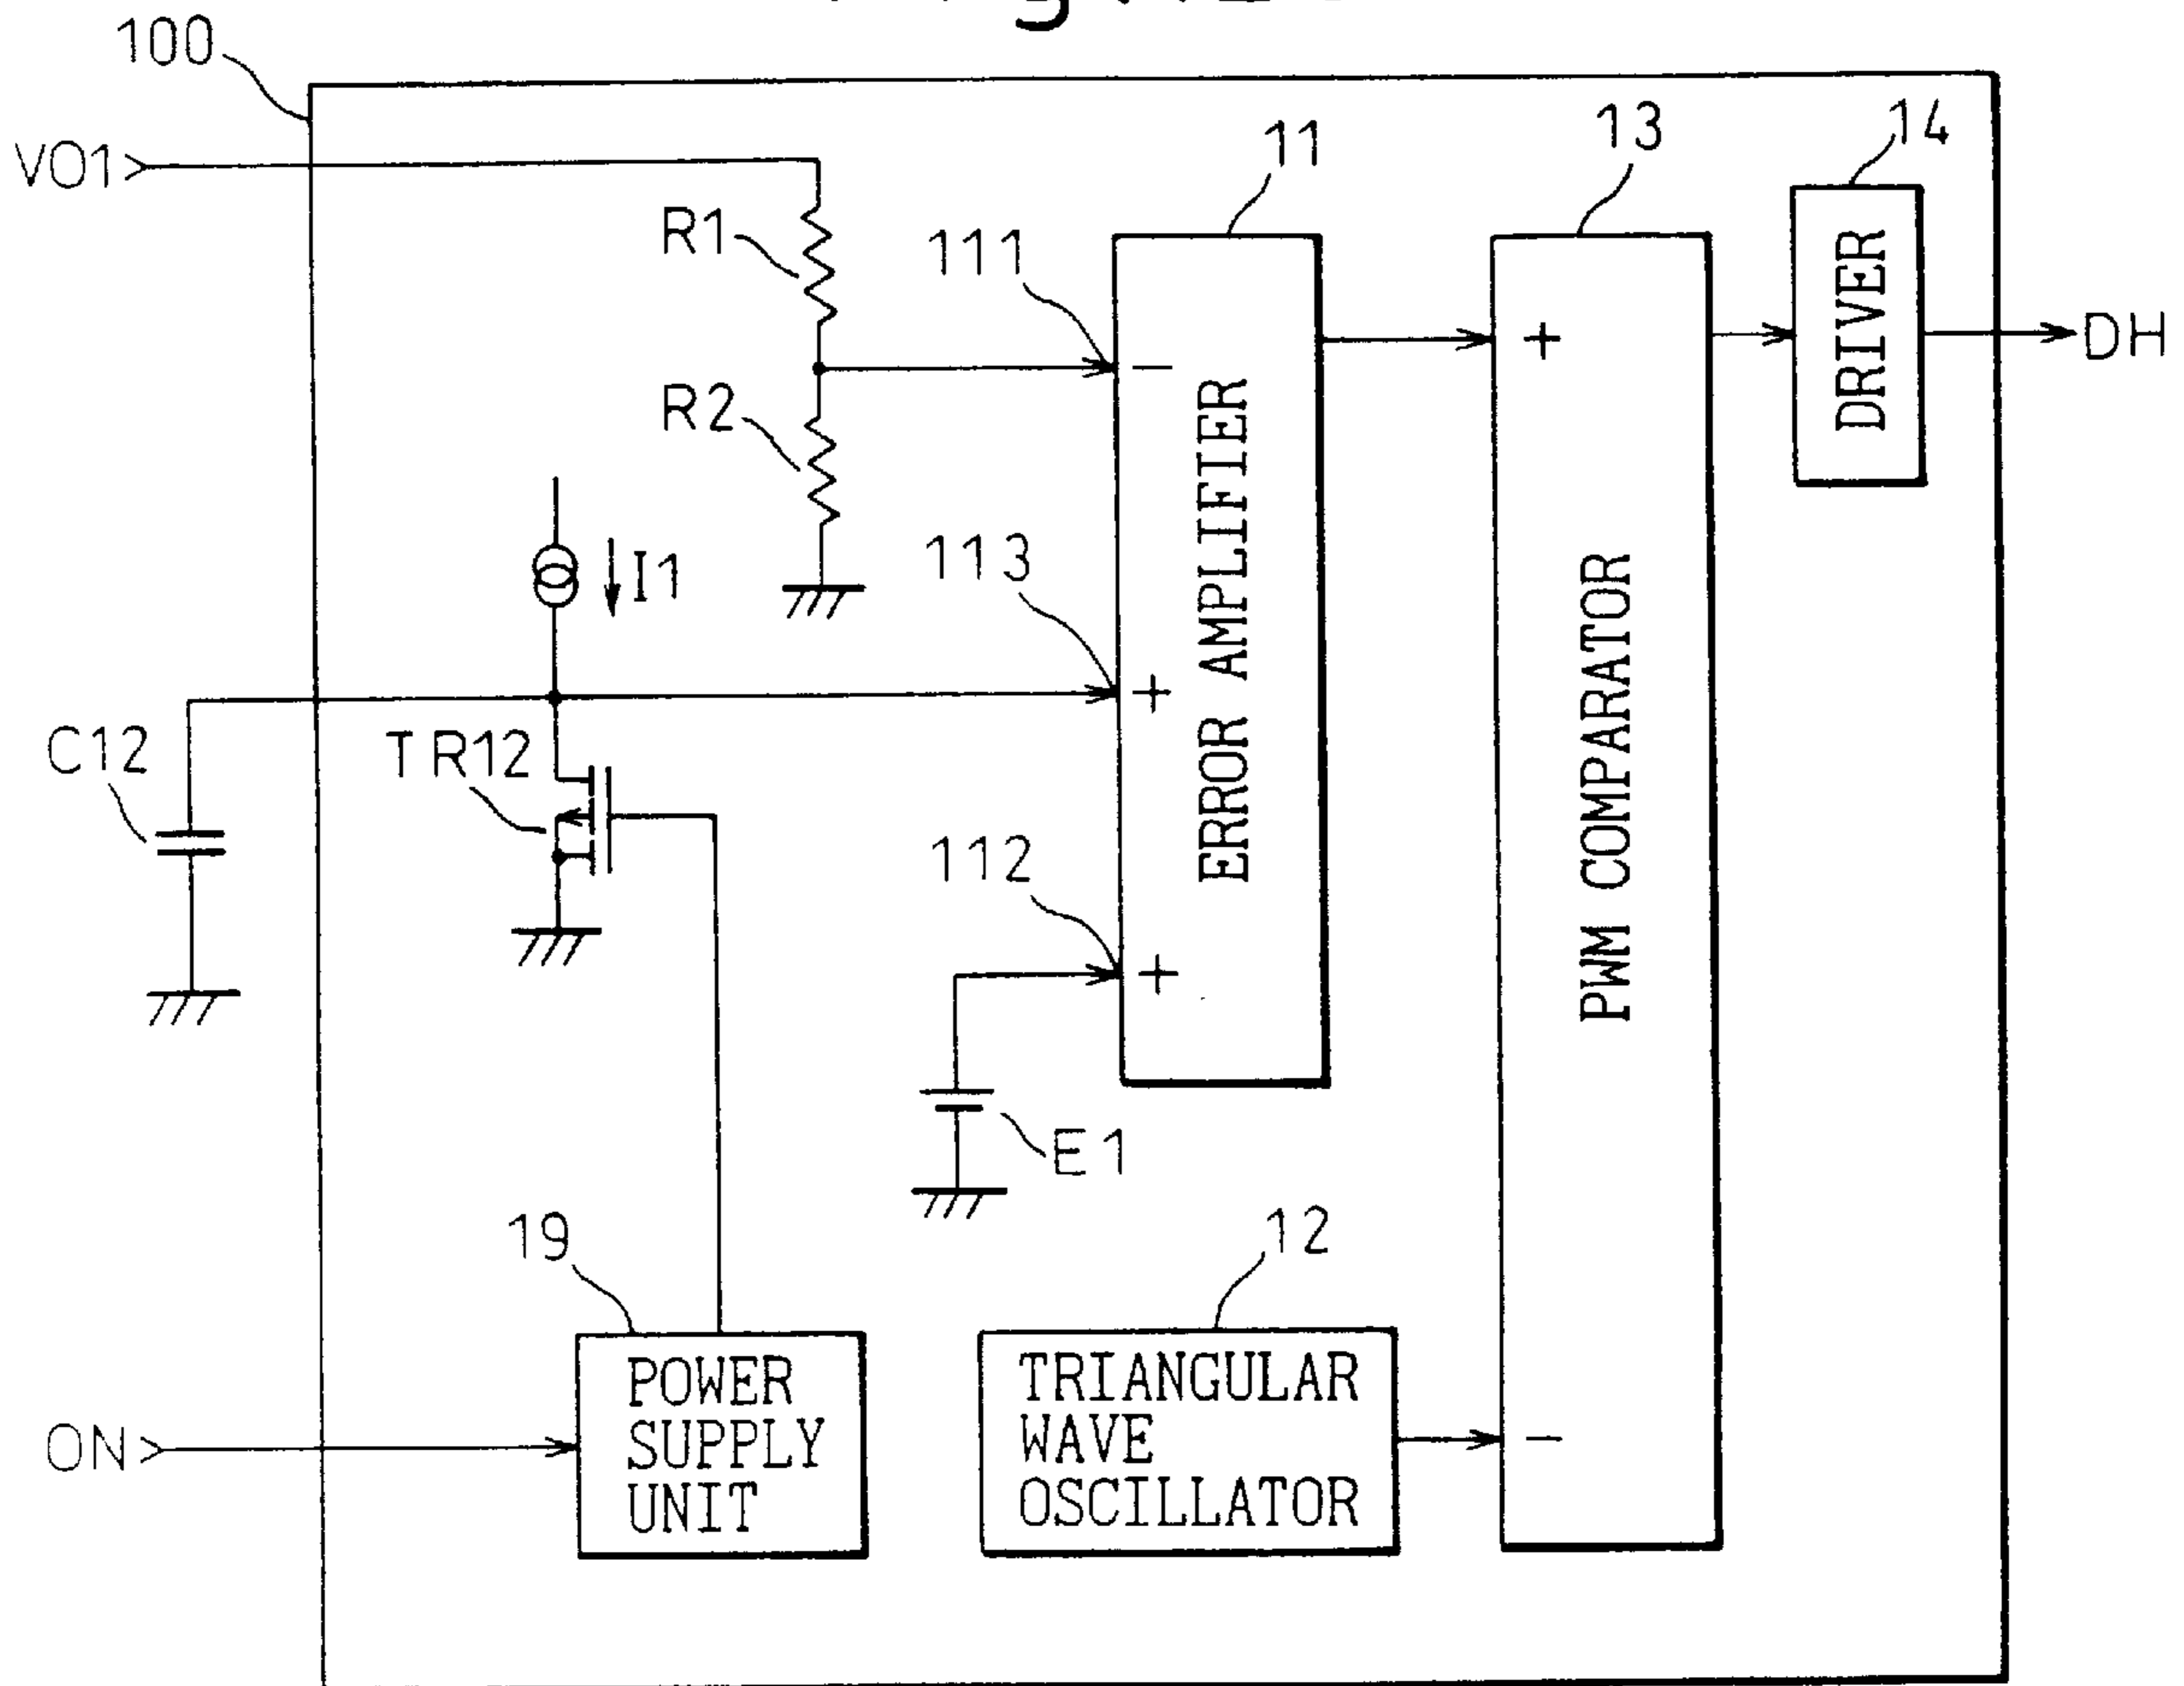 100
VO1
R1
R2
111
11
13
14
DRIVER
DH
+
−
I1
113
ERROR AMPLIFIER
PWM COMPARATOR
+
C12
TR12
112
+
E1
19
12
ON
POWER
SUPPLY
UNIT
TRIANGULAR
WAVE
OSCILLATOR
−